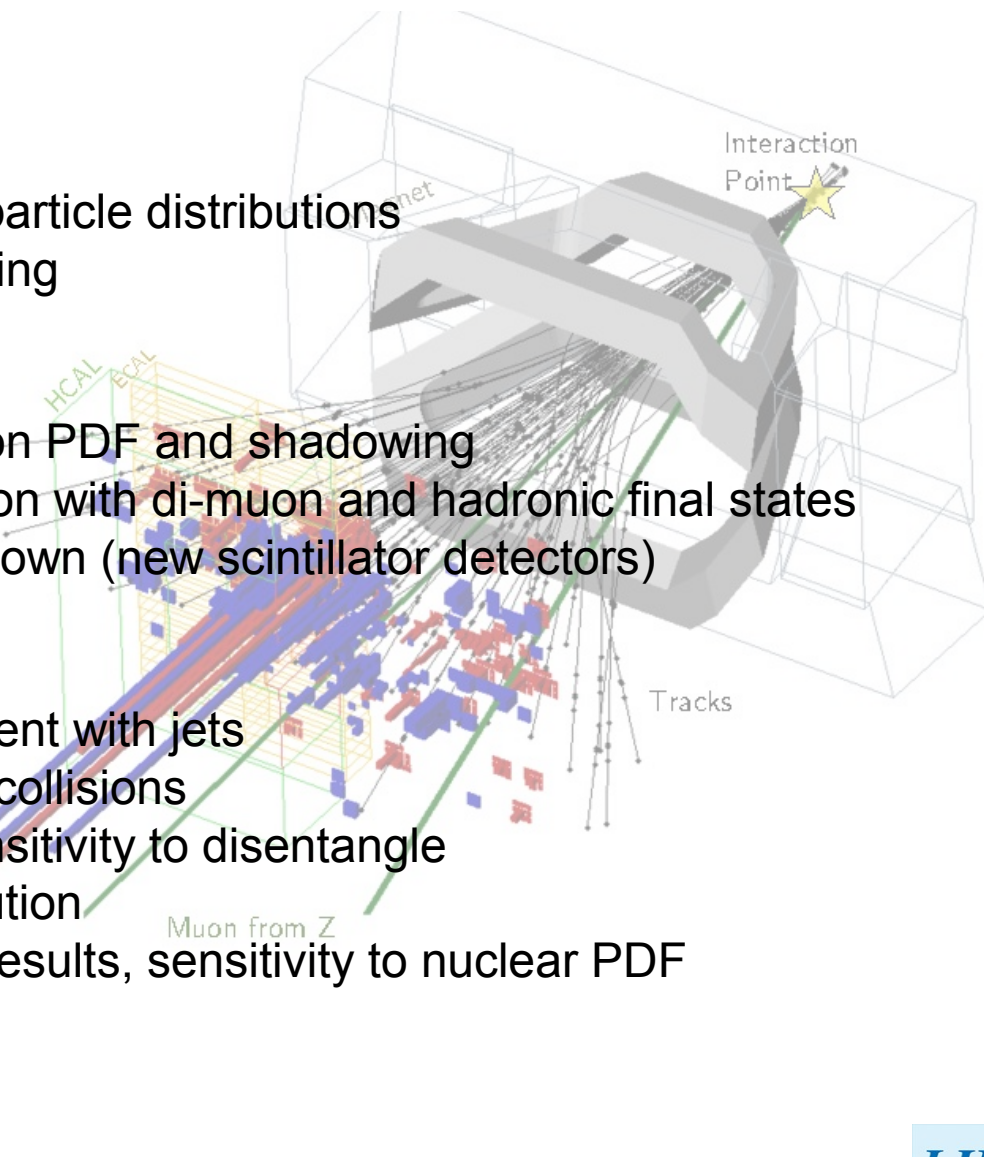 Interaction
Point
Magnet
particle distributions
ing
HCAL
ECAL
on PDF and shadowing
on with di-muon and hadronic final states
own (new scintillator detectors)
Tracks
ent with jets
collisions
nsitivity to disentangle
ution
Muon from Z
esults, sensitivity to nuclear PDF